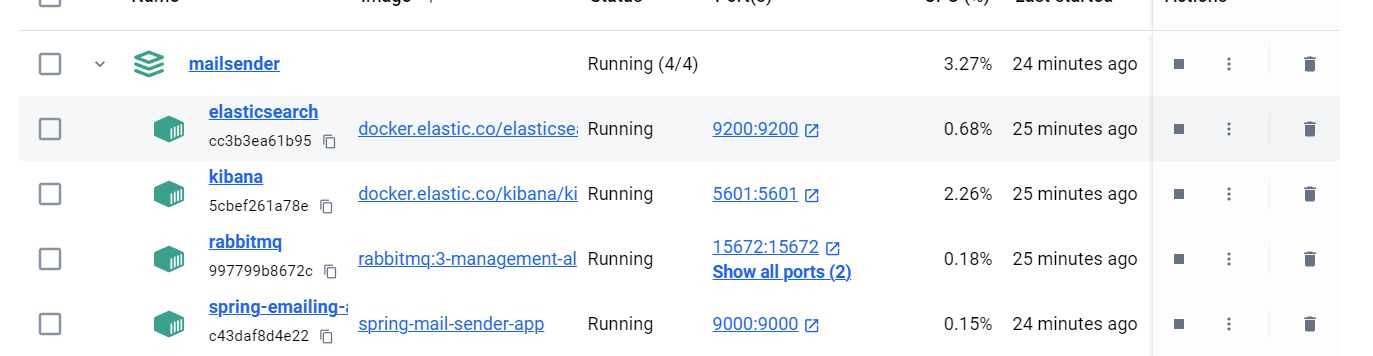 Name Image Status Port(s) CPU (%) Last started Actions
mailsender Running (4/4) 3.27% 24 minutes ago
elasticsearch
cc3b3ea61b95 docker.elastic.co/elasticsea Running 9200:9200 0.68% 25 minutes ago
kibana
5cbef261a78e docker.elastic.co/kibana/ki Running 5601:5601 2.26% 25 minutes ago
rabbitmq
997799b8672c rabbitmq:3-management-al Running 15672:15672 0.18% 25 minutes ago
Show all ports (2)
spring-emailing-a
c43daf8d4e22 spring-mail-sender-app Running 9000:9000 0.15% 24 minutes ago